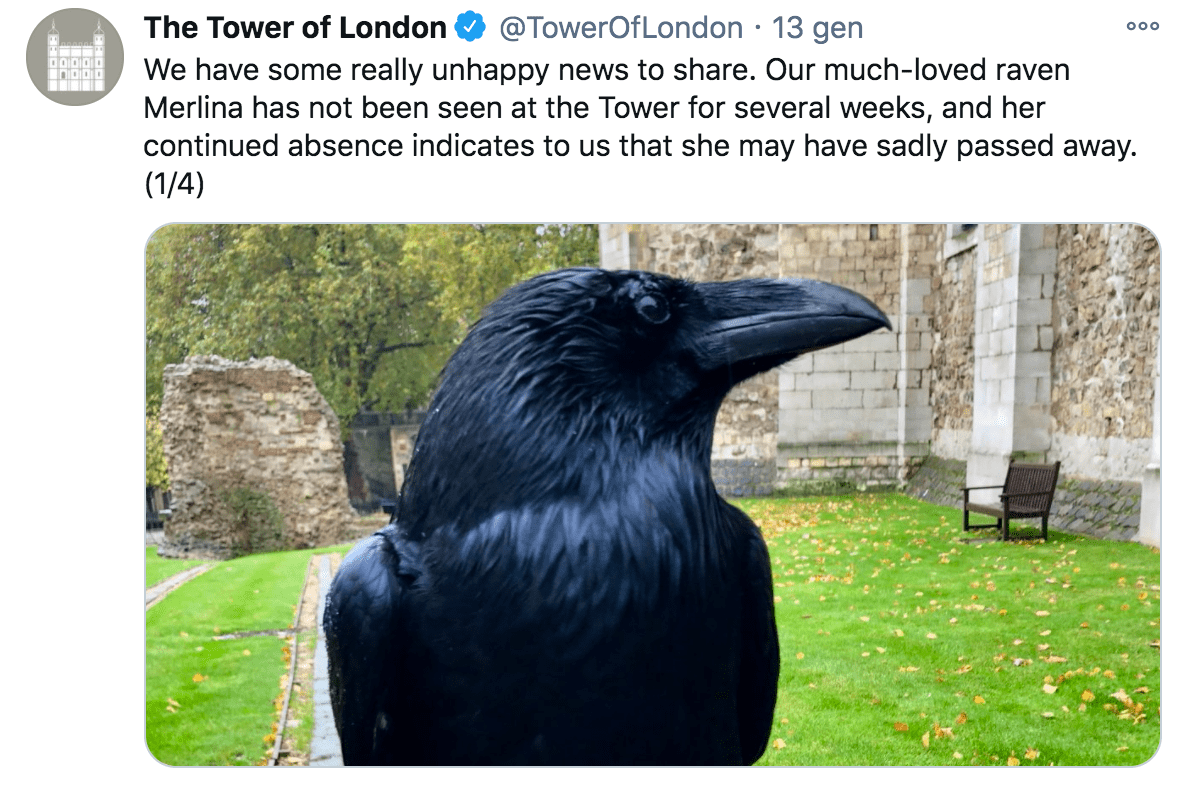 The Tower of London @TowerOfLondon · 13 gen
We have some really unhappy news to share. Our much-loved raven
Merlina has not been seen at the Tower for several weeks, and her
continued absence indicates to us that she may have sadly passed away.
(1/4)